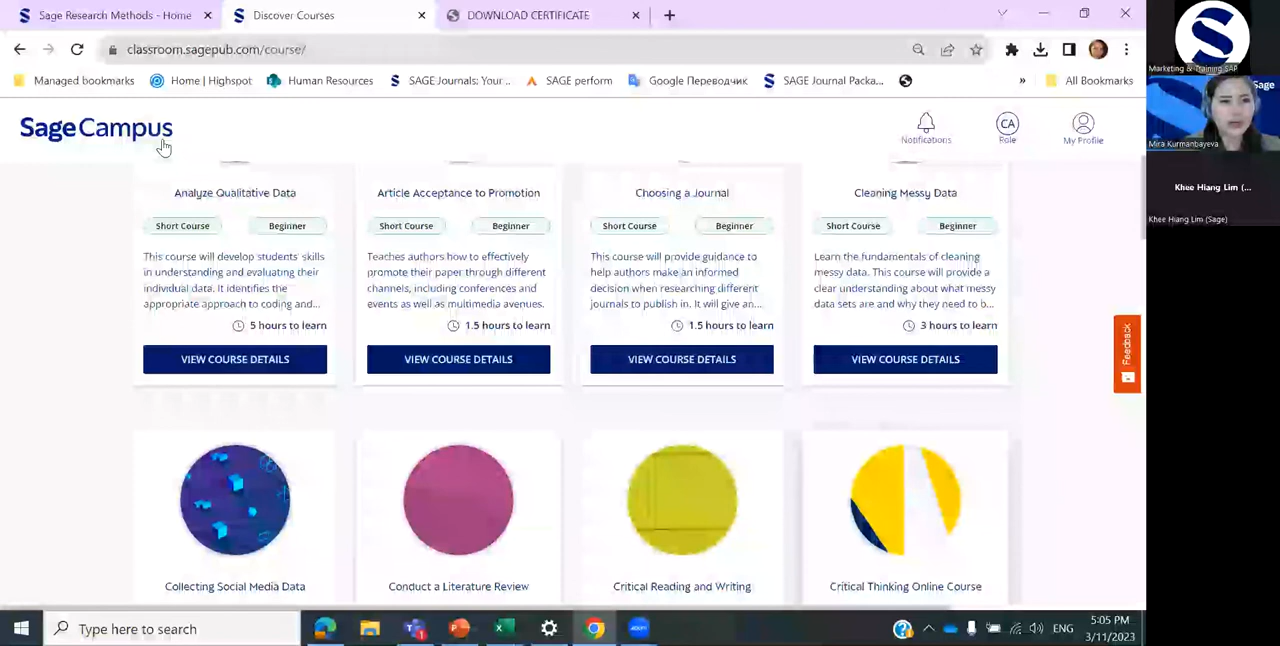 Sage Research Methods - Home
Discover Courses
DOWNLOAD CERTIFICATE
classroom.sagepub.com/course/
Managed bookmarks
Home | Highspot
Human Resources
SAGE Journal Colle...
SAGE perform
Google Переводчик
SAGE Journal Packa...
»
All Bookmarks
Sage Campus
Notifications
CA
Role
My Profile
Analyze Qualitative Data
Short Course
Beginner
This course will develop students' skills
in understanding and evaluating their
individual data. It identifies the
appropriate approach to coding and...
5 hours to learn
VIEW COURSE DETAILS
Article Acceptance to Promotion
Short Course
Beginner
Teaches authors how to effectively
promote their paper through different
channels, including conferences and
events as well as multimedia avenues.
1.5 hours to learn
VIEW COURSE DETAILS
Choosing a Journal
Short Course
Beginner
This course will provide guidance to
help authors make an informed
decision when researching different
journals to publish in. It will give an...
1.5 hours to learn
VIEW COURSE DETAILS
Cleaning Messy Data
Short Course
Beginner
Learn the fundamentals of cleaning
messy data. This course will provide a
clear understanding about what messy
data sets are and why they need to b...
3 hours to learn
VIEW COURSE DETAILS
Feedback
Collecting Social Media Data
Conduct a Literature Review
Critical Reading and Writing
Critical Thinking Online Course
Type here to search
ENG
5:05 PM
3/11/2023
Marketing & Training SAP
Sage
Mira Kurmanbayeva
Khee Hiang Lim (...
Khee Hiang Lim (Sage)